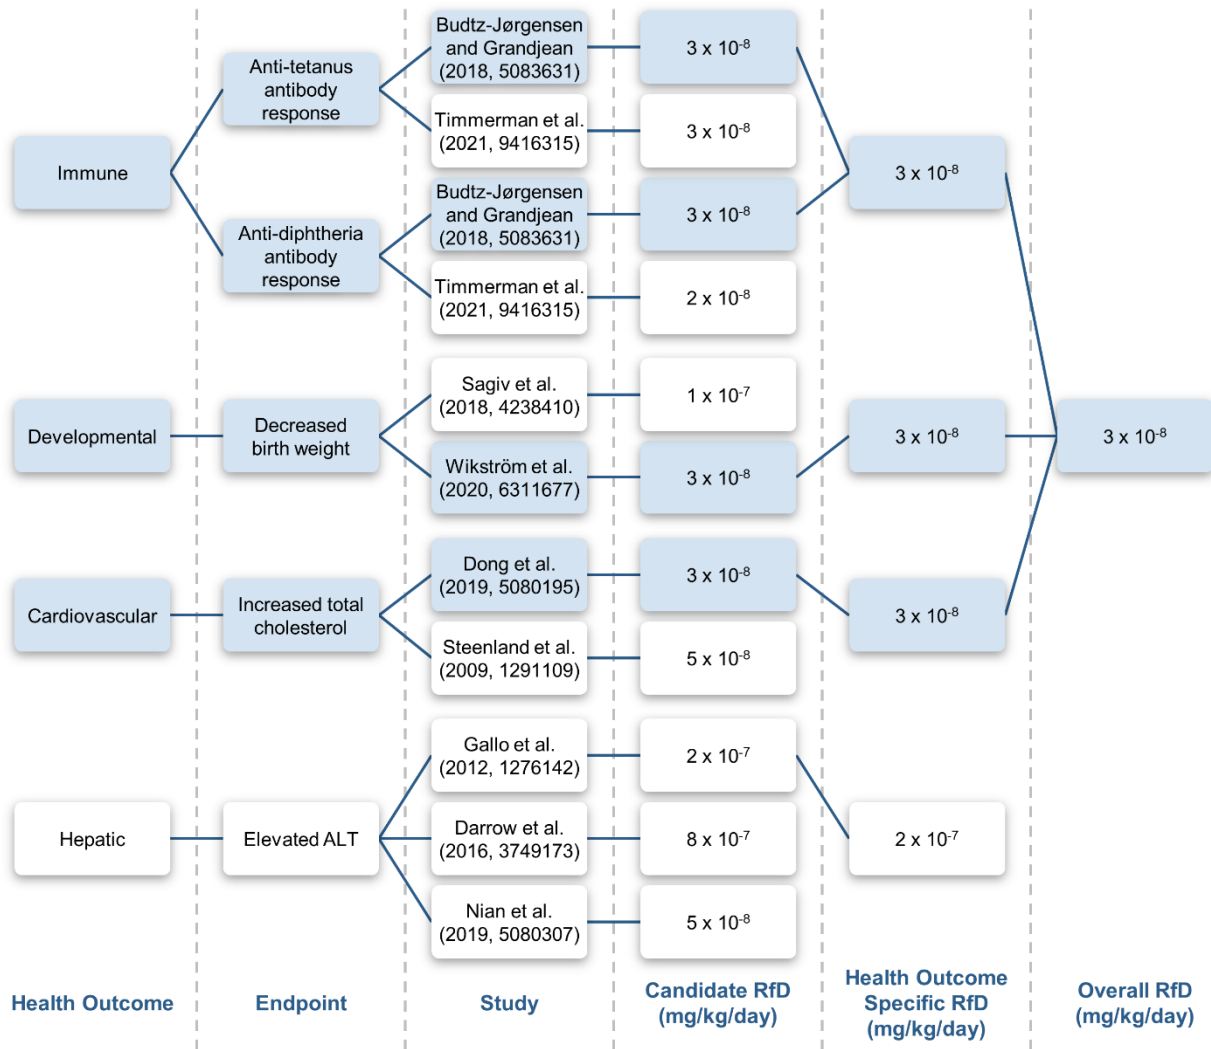 Budtz-Jørgensen
and Grandjean
(2018, 5083631)
3 x 10⁻⁸
Anti-tetanus
antibody
response
Timmerman et al.
(2021, 9416315)
3 x 10⁻⁸
Immune
3 x 10⁻⁸
Budtz-Jørgensen
and Grandjean
(2018, 5083631)
3 x 10⁻⁸
Anti-diphtheria
antibody
response
Timmerman et al.
(2021, 9416315)
2 x 10⁻⁸
Sagiv et al.
(2018, 4238410)
1 x 10⁻⁷
Developmental
Decreased
birth weight
3 x 10⁻⁸
3 x 10⁻⁸
Wikström et al.
(2020, 6311677)
3 x 10⁻⁸
Dong et al.
(2019, 5080195)
3 x 10⁻⁸
Cardiovascular
Increased total
cholesterol
3 x 10⁻⁸
Steenland et al.
(2009, 1291109)
5 x 10⁻⁸
Gallo et al.
(2012, 1276142)
2 x 10⁻⁷
Hepatic
Elevated ALT
Darrow et al.
(2016, 3749173)
8 x 10⁻⁷
2 x 10⁻⁷
Nian et al.
(2019, 5080307)
5 x 10⁻⁸
Health Outcome
Endpoint
Study
Candidate RfD
(mg/kg/day)
Health Outcome
Specific RfD
(mg/kg/day)
Overall RfD
(mg/kg/day)